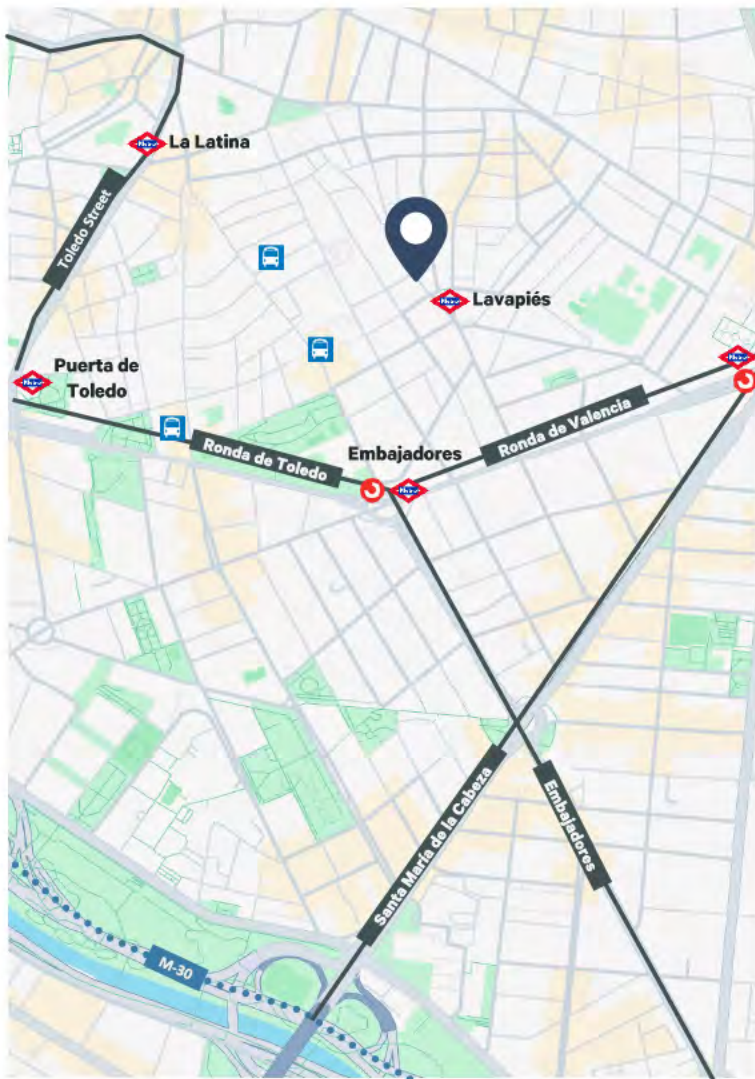 La Latina
Toledo Street
Lavapiés
Puerta de
Toledo
Ronda de Valencia
Embajadores
Ronda de Toledo
Embajadores
Santa María de la Cabeza
M-30